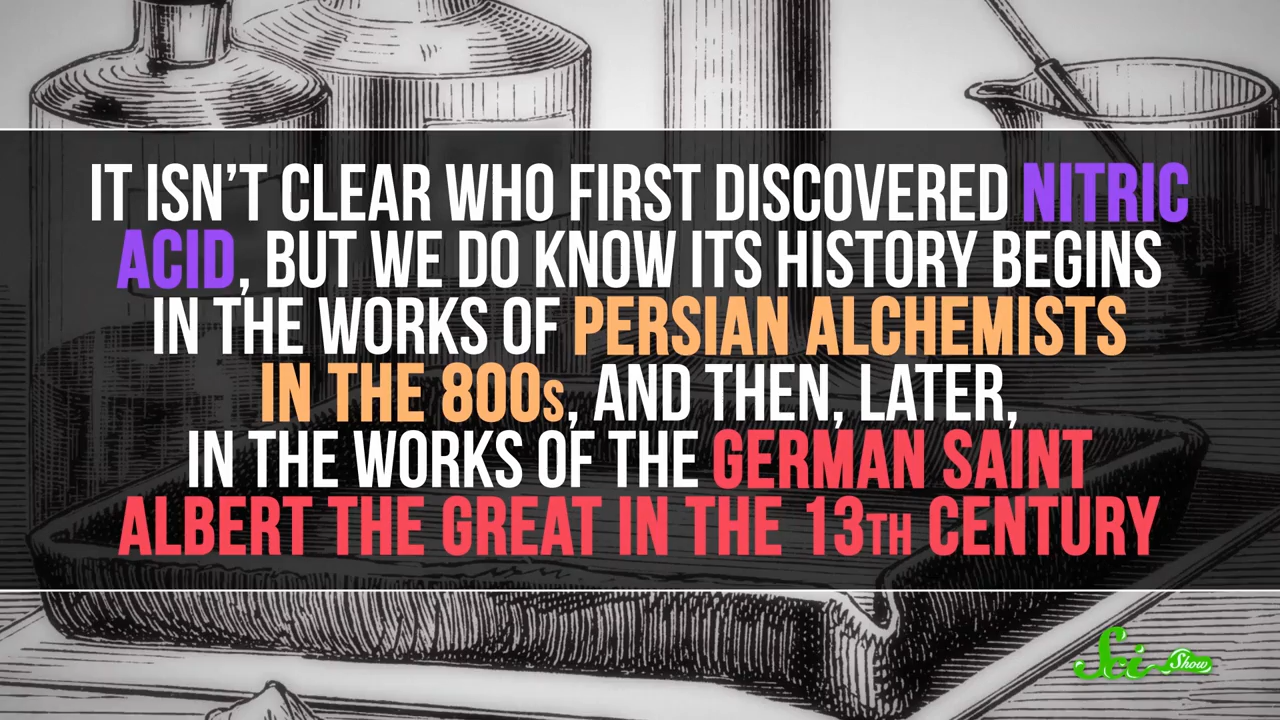 IT ISN'T CLEAR WHO FIRST DISCOVERED NITRIC
ACID, BUT WE DO KNOW ITS HISTORY BEGINS
IN THE WORKS OF PERSIAN ALCHEMISTS
IN THE 800s, AND THEN, LATER,
IN THE WORKS OF THE GERMAN SAINT
ALBERT THE GREAT IN THE 13TH CENTURY
Sci Show